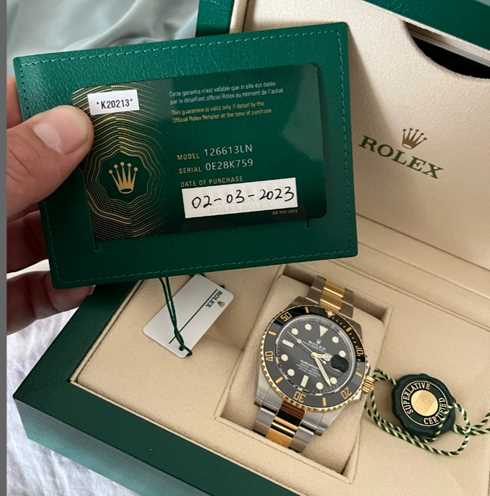 "K20213"
Cette garantie n'est valable que si elle est datée
par le détaillant officiel Rolex au moment de l'achat
This guarantee is only valid if dated by the
Official Rolex Retailer at the time of purchase
MODEL 126613LN
SERIAL 0E28K759
DATE OF PURCHASE
02-03-2023
ROLEX
ROLEX
ROLEX
SUPERLATIVE
CERTIFIED